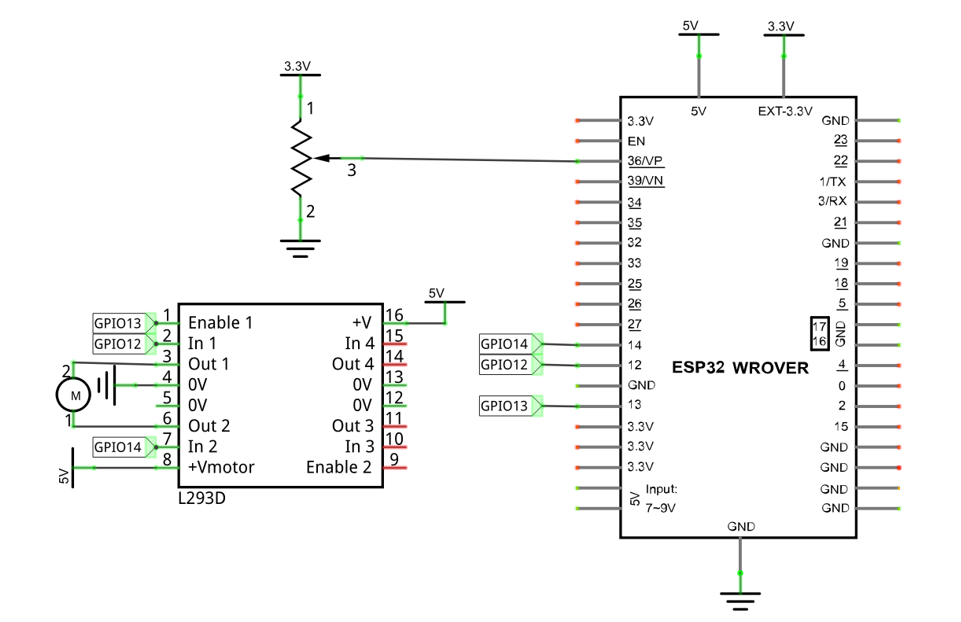 5V
3.3V
3.3V
1
3
2
5V
EXT-3.3V
3.3V
EN
36/VP
39/VN
34
35
32
33
25
26
27
14
12
GND
13
3.3V
3.3V
3.3V
5V
Input:
7~9V
GPIO14
GPIO12
GPIO13
ESP32 WROVER
GND
23
22
1/TX
3/RX
21
GND
19
18
5
17
16
GND
4
0
2
15
GND
GND
GND
GND
GND
5V
GPIO13
GPIO12
GPIO14
5V
2
M
1
1 Enable 1
2 In 1
3 Out 1
4 0V
5 0V
6 Out 2
7 In 2
8 +Vmotor
+V 16
In 4 15
Out 4 14
0V 13
0V 12
Out 3 11
In 3 10
Enable 2 9
L293D